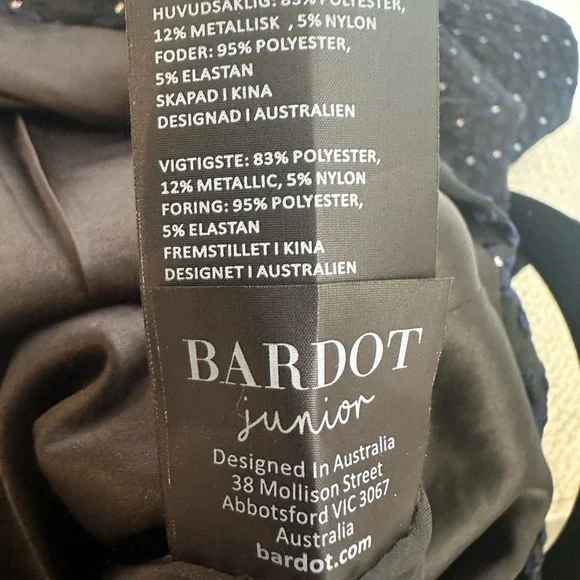 HUVUDSAKLIG: 83% POLYESTER,
12% METALLISK , 5% NYLON
FODER: 95% POLYESTER,
5% ELASTAN
SKAPAD I KINA
DESIGNAD I AUSTRALIEN
VIGTIGSTE: 83% POLYESTER,
12% METALLIC, 5% NYLON
FORING: 95% POLYESTER,
5% ELASTAN
FREMSTILLET I KINA
DESIGNET I AUSTRALIEN
BARDOT
junior
Designed In Australia
38 Mollison Street
Abbotsford VIC 3067
Australia
bardot.com